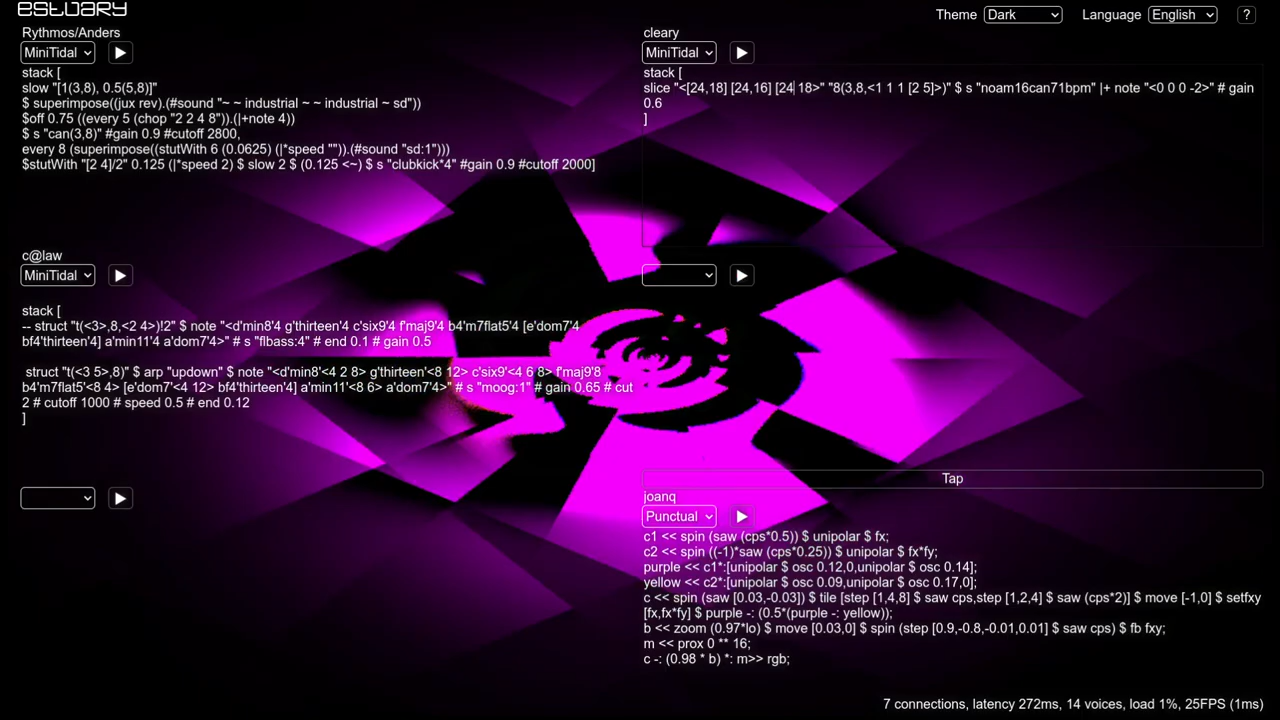 estuary
Theme Dark Language English ?
Rythmos/Anders
MiniTidal
stack [
slow "[1(3,8), 0.5(5,8)]"
$ superimpose((jux rev).(#sound "~ ~ industrial ~ ~ industrial ~ sd"))
$off 0.75 ((every 5 (chop "2 2 4 8")).(|+note 4))
$ s "can(3,8)" #gain 0.9 #cutoff 2800,
every 8 (superimpose((stutWith 6 (0.0625) (|*speed "")).(#sound "sd:1")))
$stutWith "[2 4]/2" 0.125 (|*speed 2) $ slow 2 $ (0.125 <~) $ s "clubkick*4" #gain 0.9 #cutoff 2000]
cleary
MiniTidal
stack [
slice "<[24,18] [24,16] [24 18>" "8(3,8,<1 1 1 [2 5]>)" $ s "noam16can71bpm" |+ note "<0 0 0 -2>" # gain
0.6
]
c@law
MiniTidal
stack [
-- struct "t(<3>,8,<2 4>)!2" $ note "<d'min8'4 g'thirteen'4 c'six9'4 f'maj9'4 b4'm7flat5'4 [e'dom7'4
bf4'thirteen'4] a'min11'4 a'dom7'4>" # s "flbass:4" # end 0.1 # gain 0.5
struct "t(<3 5>,8)" $ arp "updown" $ note "<d'min8'<4 2 8> g'thirteen'<8 12> c'six9'<4 6 8> f'maj9'8
b4'm7flat5'<8 4> [e'dom7'<4 12> bf4'thirteen'4] a'min11'<8 6> a'dom7'4>" # s "moog:1" # gain 0.65 # cut
2 # cutoff 1000 # speed 0.5 # end 0.12
]
Tap
joanq
Punctual
c1 << spin (saw (cps*0.5)) $ unipolar $ fx;
c2 << spin ((-1)*saw (cps*0.25)) $ unipolar $ fx*fy;
purple << c1*:[unipolar $ osc 0.12,0,unipolar $ osc 0.14];
yellow << c2*:[unipolar $ osc 0.09,unipolar $ osc 0.17,0];
c << spin (saw [0.03,-0.03]) $ tile [step [1,4,8] $ saw cps,step [1,2,4] $ saw (cps*2)] $ move [-1,0] $ setfxy
[fx,fx*fy] $ purple -: (0.5*(purple -: yellow));
b << zoom (0.97*lo) $ move [0.03,0] $ spin (step [0.9,-0.8,-0.01,0.01] $ saw cps) $ fb fxy;
m << prox 0 ** 16;
c -: (0.98 * b) *: m>> rgb;
7 connections, latency 272ms, 14 voices, load 1%, 25FPS (1ms)